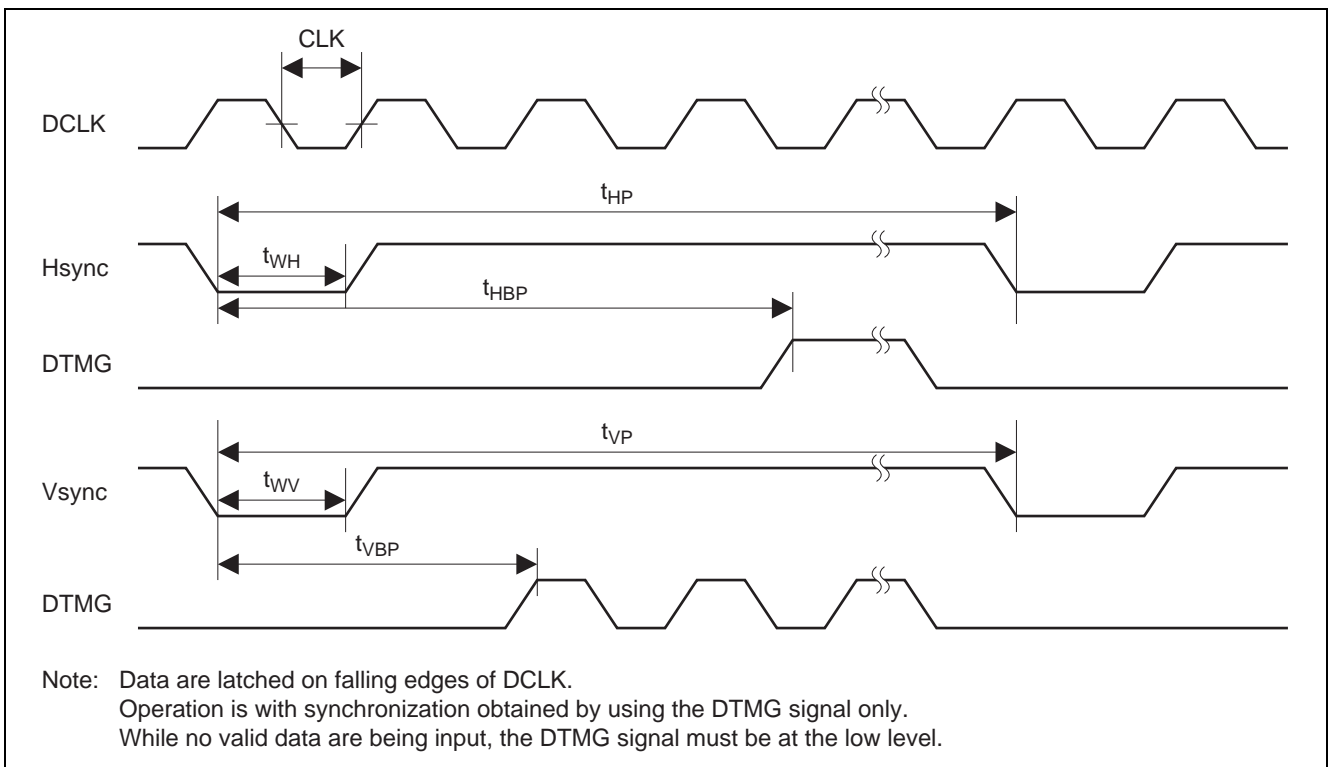 CLK
DCLK
tHP
Hsync
tWH
tHBP
DTMG
tVP
Vsync
tWV
tVBP
DTMG
Note: Data are latched on falling edges of DCLK.
Operation is with synchronization obtained by using the DTMG signal only.
While no valid data are being input, the DTMG signal must be at the low level.